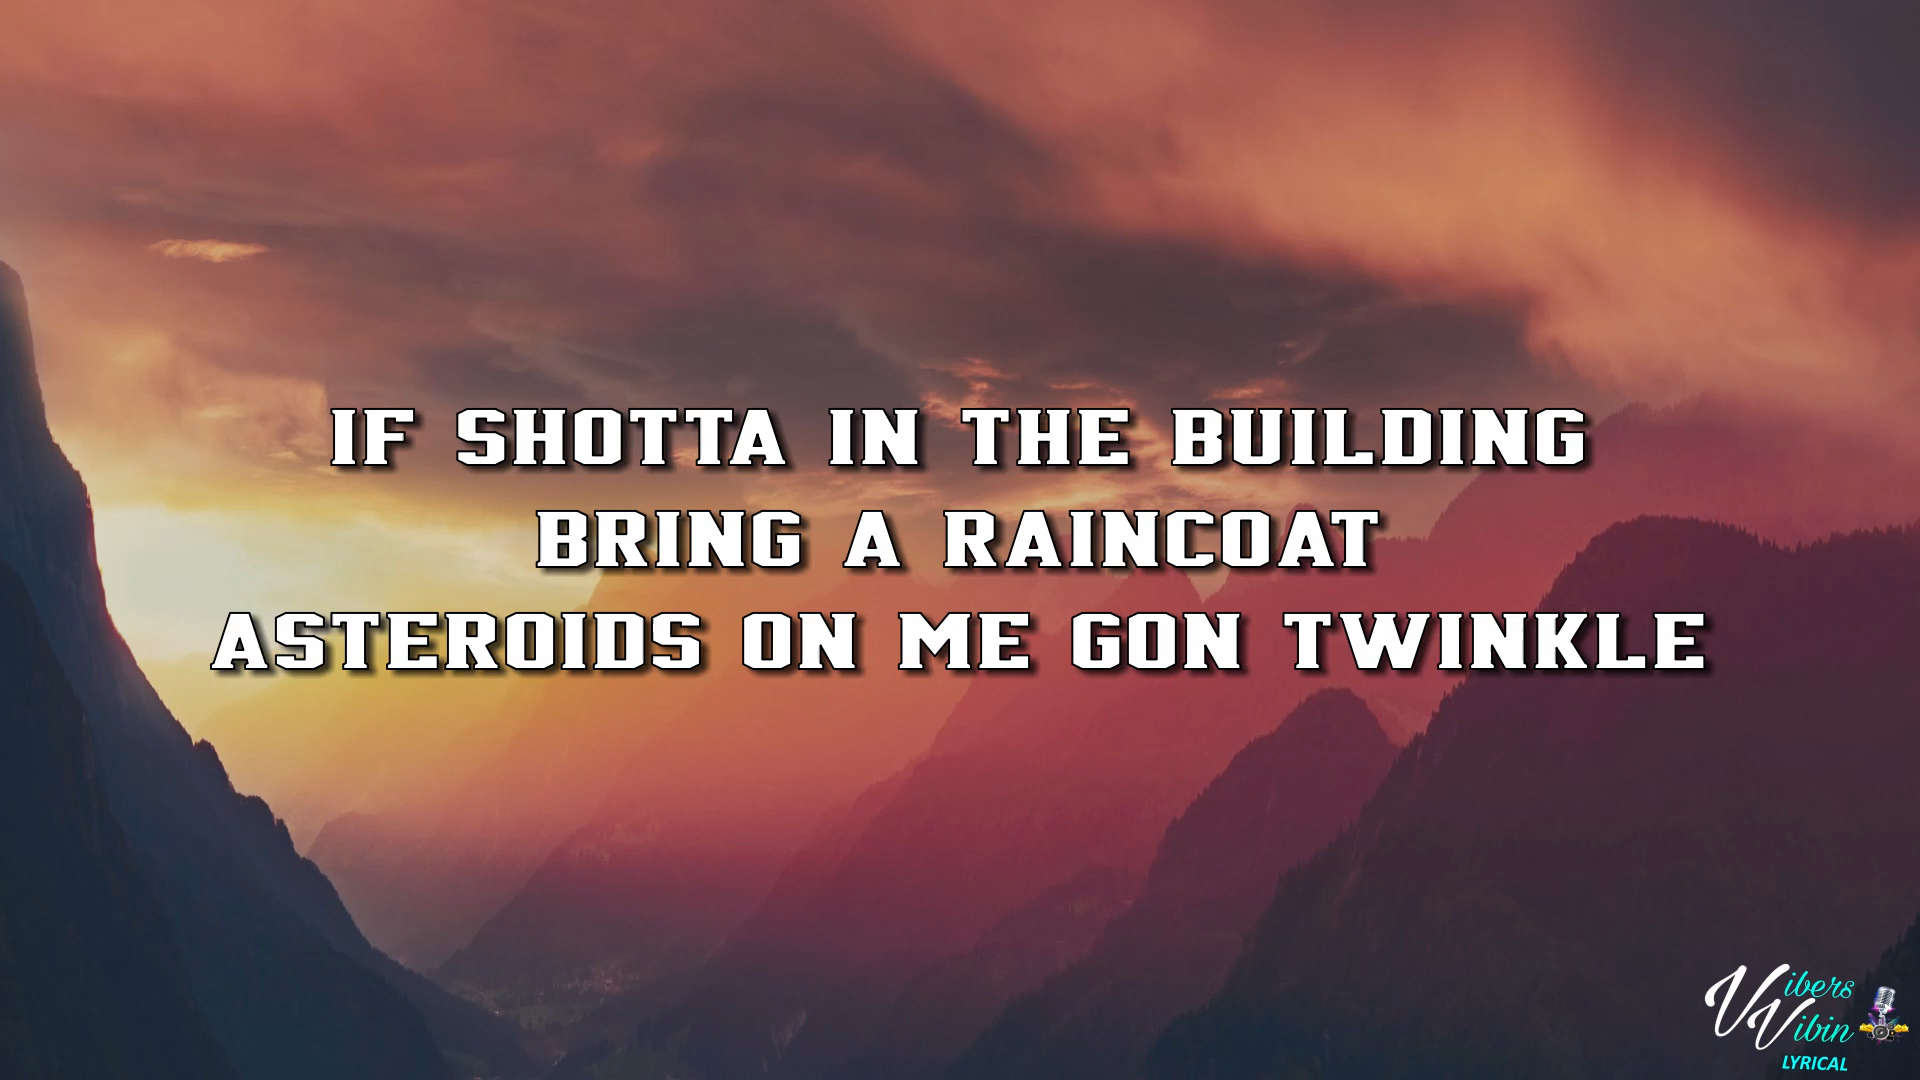 IF SHOTTA IN THE BUILDING
BRING A RAINCOAT
ASTEROIDS ON ME GON TWINKLE
Vibers
Vibin
LYRICAL